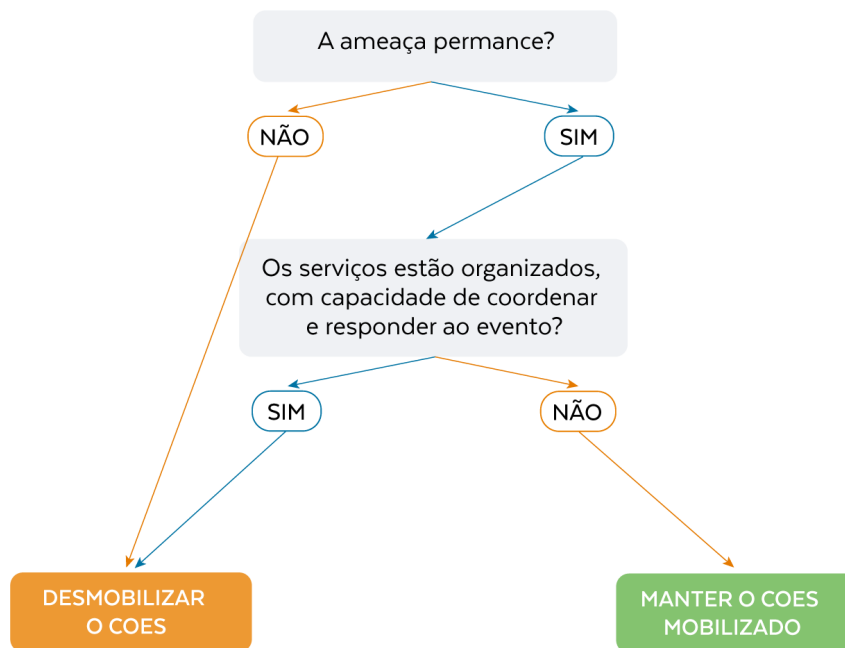 A ameaça permance?
NÃO
SIM
Os serviços estão organizados,
com capacidade de coordenar
e responder ao evento?
SIM
NÃO
DESMOBILIZAR
O COES
MANTER O COES
MOBILIZADO